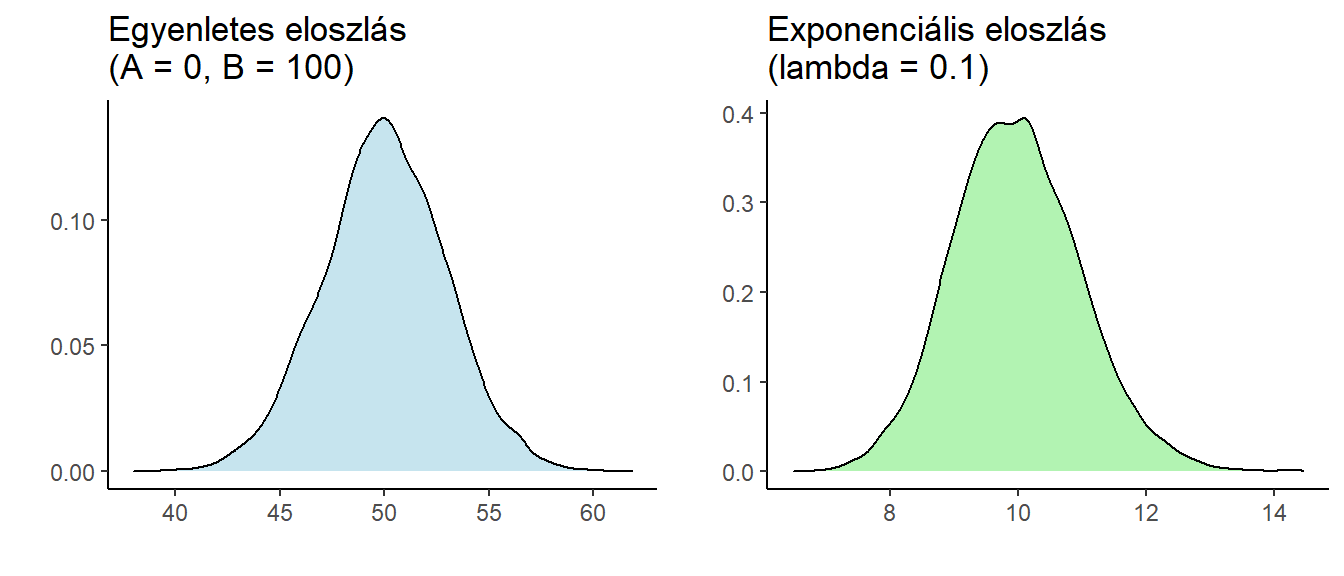 Egyenletes eloszlás
(A = 0, B = 100)
0.10
0.05
0.00
40 45 50 55 60
Exponenciális eloszlás
(lambda = 0.1)
0.4
0.3
0.2
0.1
0.0
8 10 12 14